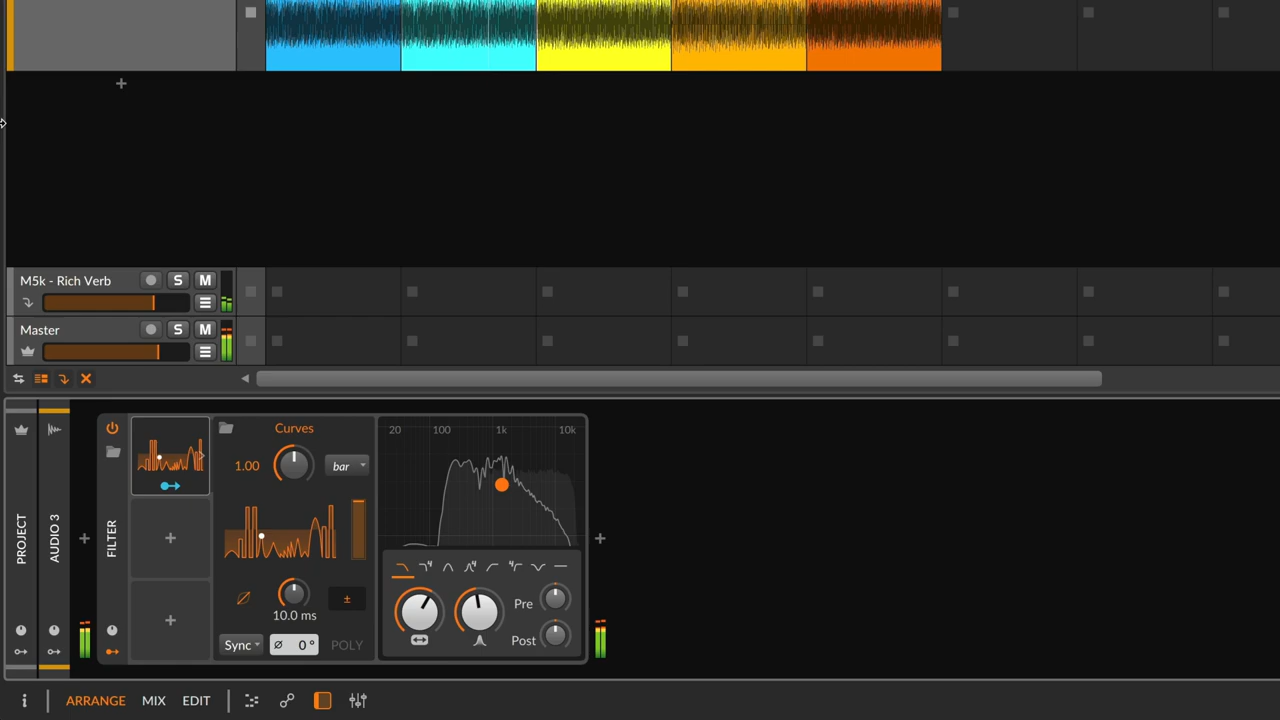 M5k - Rich Verb
S
M
Master
S
M
PROJECT
AUDIO 3
FILTER
Curves
1.00
bar
10.0 ms
±
Sync
0 °
POLY
20
100
1k
10k
Pre
Post
ARRANGE
MIX
EDIT